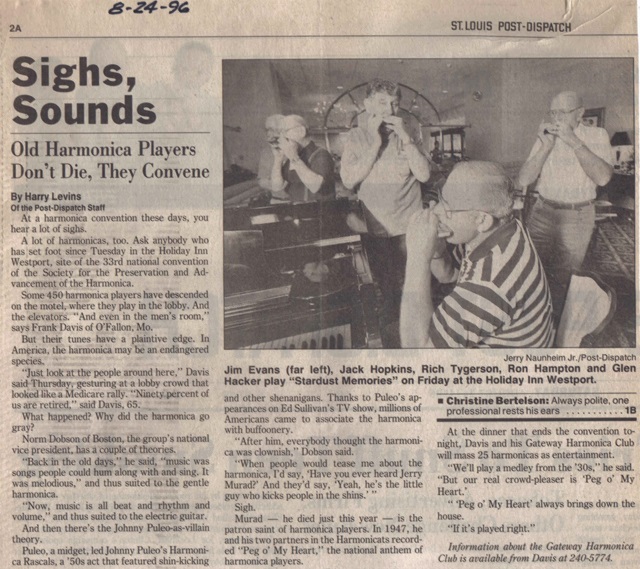 8-24-96
2A
ST. LOUIS POST-DISPATCH
Sighs,
Sounds
Old Harmonica Players
Don't Die, They Convene
By Harry Levins
Of the Post-Dispatch Staff
At a harmonica convention these days, you
hear a lot of sighs.
A lot of harmonicas, too. Ask anybody who
has set foot since Tuesday in the Holiday Inn
Westport, site of the 33rd national convention
of the Society for the Preservation and Ad-
vancement of the Harmonica.
Some 450 harmonica players have descended
on the motel, where they play in the lobby. And
the elevators. "And even in the men's room,"
says Frank Davis of O'Fallon, Mo.
But their tunes have a plaintive edge. In
America, the harmonica may be an endangered
species.
"Just look at the people around here," Davis
said Thursday, gesturing at a lobby crowd that
looked like a Medicare rally. "Ninety percent of
us are retired," said Davis, 65.
What happened? Why did the harmonica go
gray?
Norm Dobson of Boston, the group's national
vice president, has a couple of theories.
"Back in the old days," he said, "music was
songs people could hum along with and sing. It
was melodious," and thus suited to the gentle
harmonica.
"Now, music is all beat and rhythm and
volume," and thus suited to the electric guitar.
And then there's the Johnny Puleo-as-villain
theory.
Puleo, a midget, led Johnny Puleo's Harmoni-
ca Rascals, a '50s act that featured shin-kicking
Jerry Naunheim Jr./Post-Dispatch
Jim Evans (far left), Jack Hopkins, Rich Tygerson, Ron Hampton and Glen
Hacker play "Stardust Memories" on Friday at the Holiday Inn Westport.
and other shenanigans. Thanks to Puleo's ap-
pearances on Ed Sullivan's TV show, millions of
Americans came to associate the harmonica
with buffoonery.
"After him, everybody thought the harmoni-
ca was clownish," Dobson said.
"When people would tease me about the
harmonica, I'd say, 'Have you ever heard Jerry
Murad?' And they'd say, 'Yeah, he's the little
guy who kicks people in the shins.' "
Sigh.
Murad — he died just this year — is the
patron saint of harmonica players. In 1947, he
and his two partners in the Harmonicats record-
ed "Peg o' My Heart," the national anthem of
harmonica players.
■ Christine Bertelson: Always polite, one
professional rests his ears . . . . . . . . . . . . 1B
At the dinner that ends the convention to-
night, Davis and his Gateway Harmonica Club
will mass 25 harmonicas as entertainment.
"We'll play a medley from the '30s," he said.
"But our real crowd-pleaser is 'Peg o' My
Heart.'
" 'Peg o' My Heart' always brings down the
house.
"If it's played right."
Information about the Gateway Harmonica
Club is available from Davis at 240-5774.